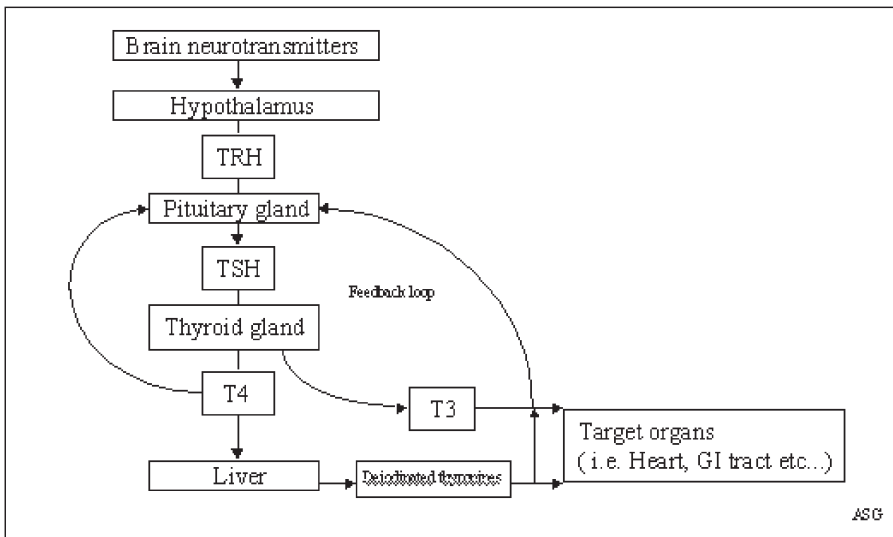 Brain neurotransmitters
Hypothalamus
TRH
Pituitary gland
TSH
Feedback loop
Thyroid gland
T4
T3
Target organs
( i.e. Heart, GI tract etc...)
Liver
Deiodinated thyroxines
ASG